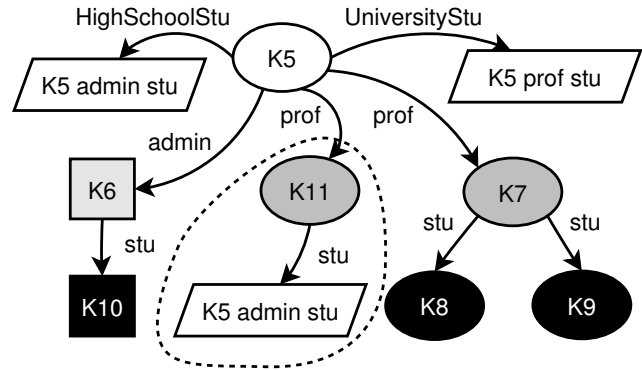 HighSchoolStu
UniversityStu
K5
K5 admin stu
K5 prof stu
admin
prof
prof
K6
K11
K7
stu
stu
stu
stu
K10
K5 admin stu
K8
K9